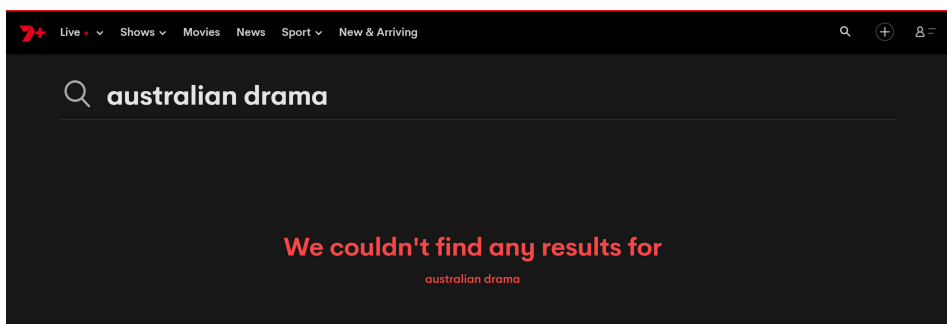 7+ Live Shows Movies News Sport New & Arriving
australian drama
We couldn't find any results for
australian drama